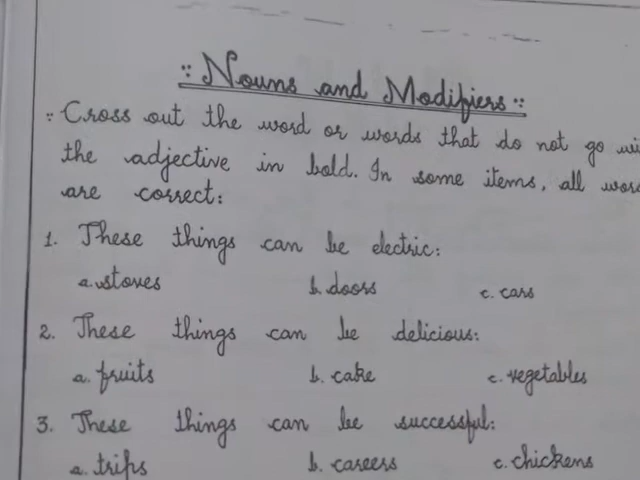 :: Nouns and Modifiers ::
:: Cross out the word or words that do not go
the adjective in bold. In some items, all
are correct:
1. These things can be electric:
a. stoves b. doors c. cars
2. These things can be delicious:
a. fruits b. cake c. vegetables
3. These things can be successful:
a. trips b. careers c. chickens